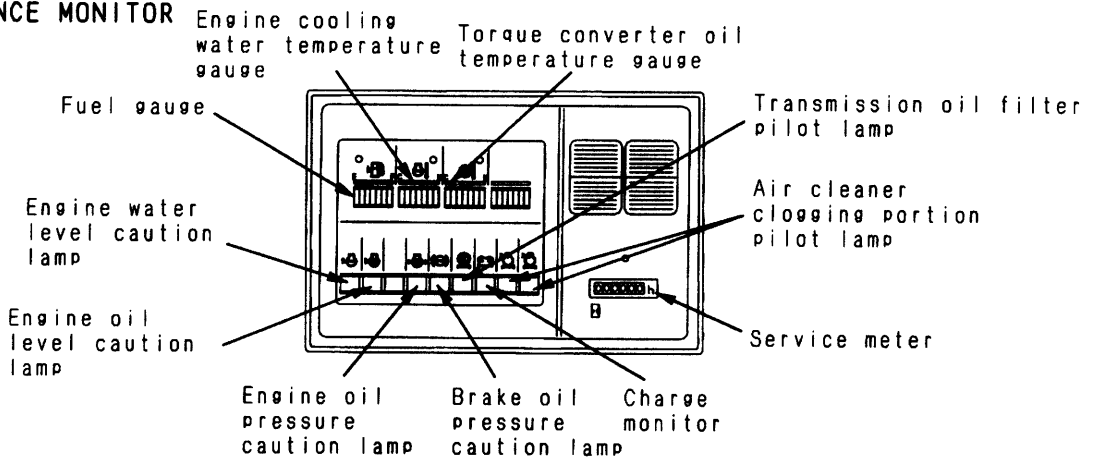 NCE MONITOR
Engine cooling
water temperature
gauge
Torque converter oil
temperature gauge
Fuel gauge
Transmission oil filter
pilot lamp
Air cleaner
clogging portion
pilot lamp
Engine water
level caution
lamp
Engine oil
level caution
lamp
h
Service meter
Engine oil
pressure
caution lamp
Brake oil
pressure
caution lamp
Charge
monitor